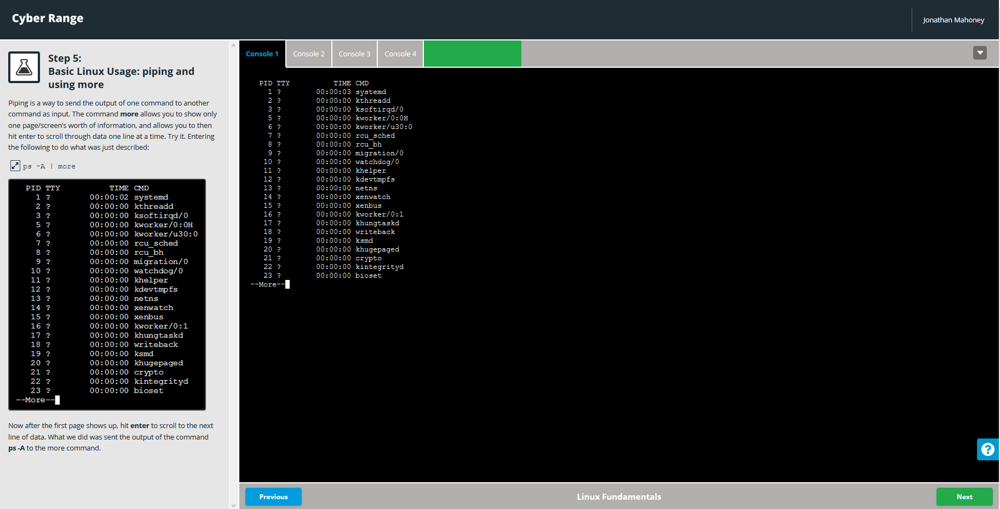 Cyber Range
Jonathan Mahoney
Step 5:
Basic Linux Usage: piping and
using more
Piping is a way to send the output of one command to another
command as input. The command more allows you to show only
one page/screen's worth of information, and allows you to then
hit enter to scroll through data one line at a time. Try it. Entering
the following to do what was just described:
ps -A | more
PID TTY TIME CMD
1 ? 00:00:02 systemd
2 ? 00:00:00 kthreadd
3 ? 00:00:00 ksoftirqd/0
5 ? 00:00:00 kworker/0:0H
6 ? 00:00:00 kworker/u30:0
7 ? 00:00:00 rcu_sched
8 ? 00:00:00 rcu_bh
9 ? 00:00:00 migration/0
10 ? 00:00:00 watchdog/0
11 ? 00:00:00 khelper
12 ? 00:00:00 kdevtmpfs
13 ? 00:00:00 netns
14 ? 00:00:00 xenwatch
15 ? 00:00:00 xenbus
16 ? 00:00:00 kworker/0:1
17 ? 00:00:00 khungtaskd
18 ? 00:00:00 writeback
19 ? 00:00:00 ksmd
20 ? 00:00:00 khugepaged
21 ? 00:00:00 crypto
22 ? 00:00:00 kintegrityd
23 ? 00:00:00 bioset
--More--
Now after the first page shows up, hit enter to scroll to the next
line of data. What we did was sent the output of the command
ps -A to the more command.
Console 1 Console 2 Console 3 Console 4
PID TTY TIME CMD
1 ? 00:00:03 systemd
2 ? 00:00:00 kthreadd
3 ? 00:00:00 ksoftirqd/0
5 ? 00:00:00 kworker/0:0H
6 ? 00:00:00 kworker/u30:0
7 ? 00:00:00 rcu_sched
8 ? 00:00:00 rcu_bh
9 ? 00:00:00 migration/0
10 ? 00:00:00 watchdog/0
11 ? 00:00:00 khelper
12 ? 00:00:00 kdevtmpfs
13 ? 00:00:00 netns
14 ? 00:00:00 xenwatch
15 ? 00:00:00 xenbus
16 ? 00:00:00 kworker/0:1
17 ? 00:00:00 khungtaskd
18 ? 00:00:00 writeback
19 ? 00:00:00 ksmd
20 ? 00:00:00 khugepaged
21 ? 00:00:00 crypto
22 ? 00:00:00 kintegrityd
23 ? 00:00:00 bioset
--More--
?
Previous
Linux Fundamentals
Next